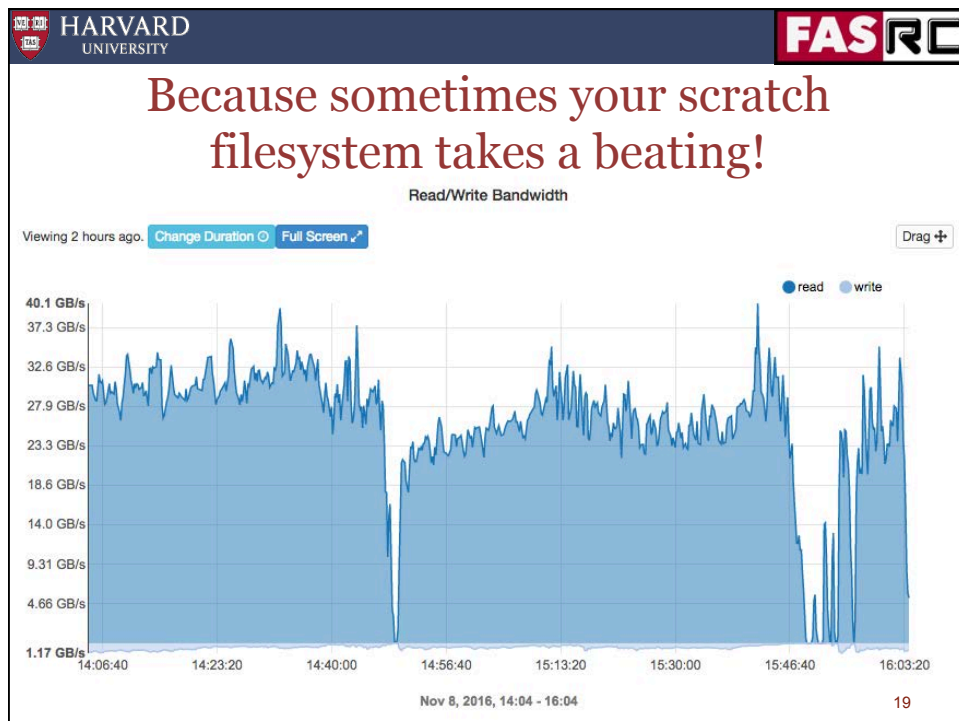 HARVARD
UNIVERSITY
FAS RC
Because sometimes your scratch
filesystem takes a beating!
Read/Write Bandwidth
Viewing 2 hours ago. Change Duration Full Screen Drag
read write
40.1 GB/s
37.3 GB/s
32.6 GB/s
27.9 GB/s
23.3 GB/s
18.6 GB/s
14.0 GB/s
9.31 GB/s
4.66 GB/s
1.17 GB/s
14:06:40 14:23:20 14:40:00 14:56:40 15:13:20 15:30:00 15:46:40 16:03:20
Nov 8, 2016, 14:04 - 16:04
19